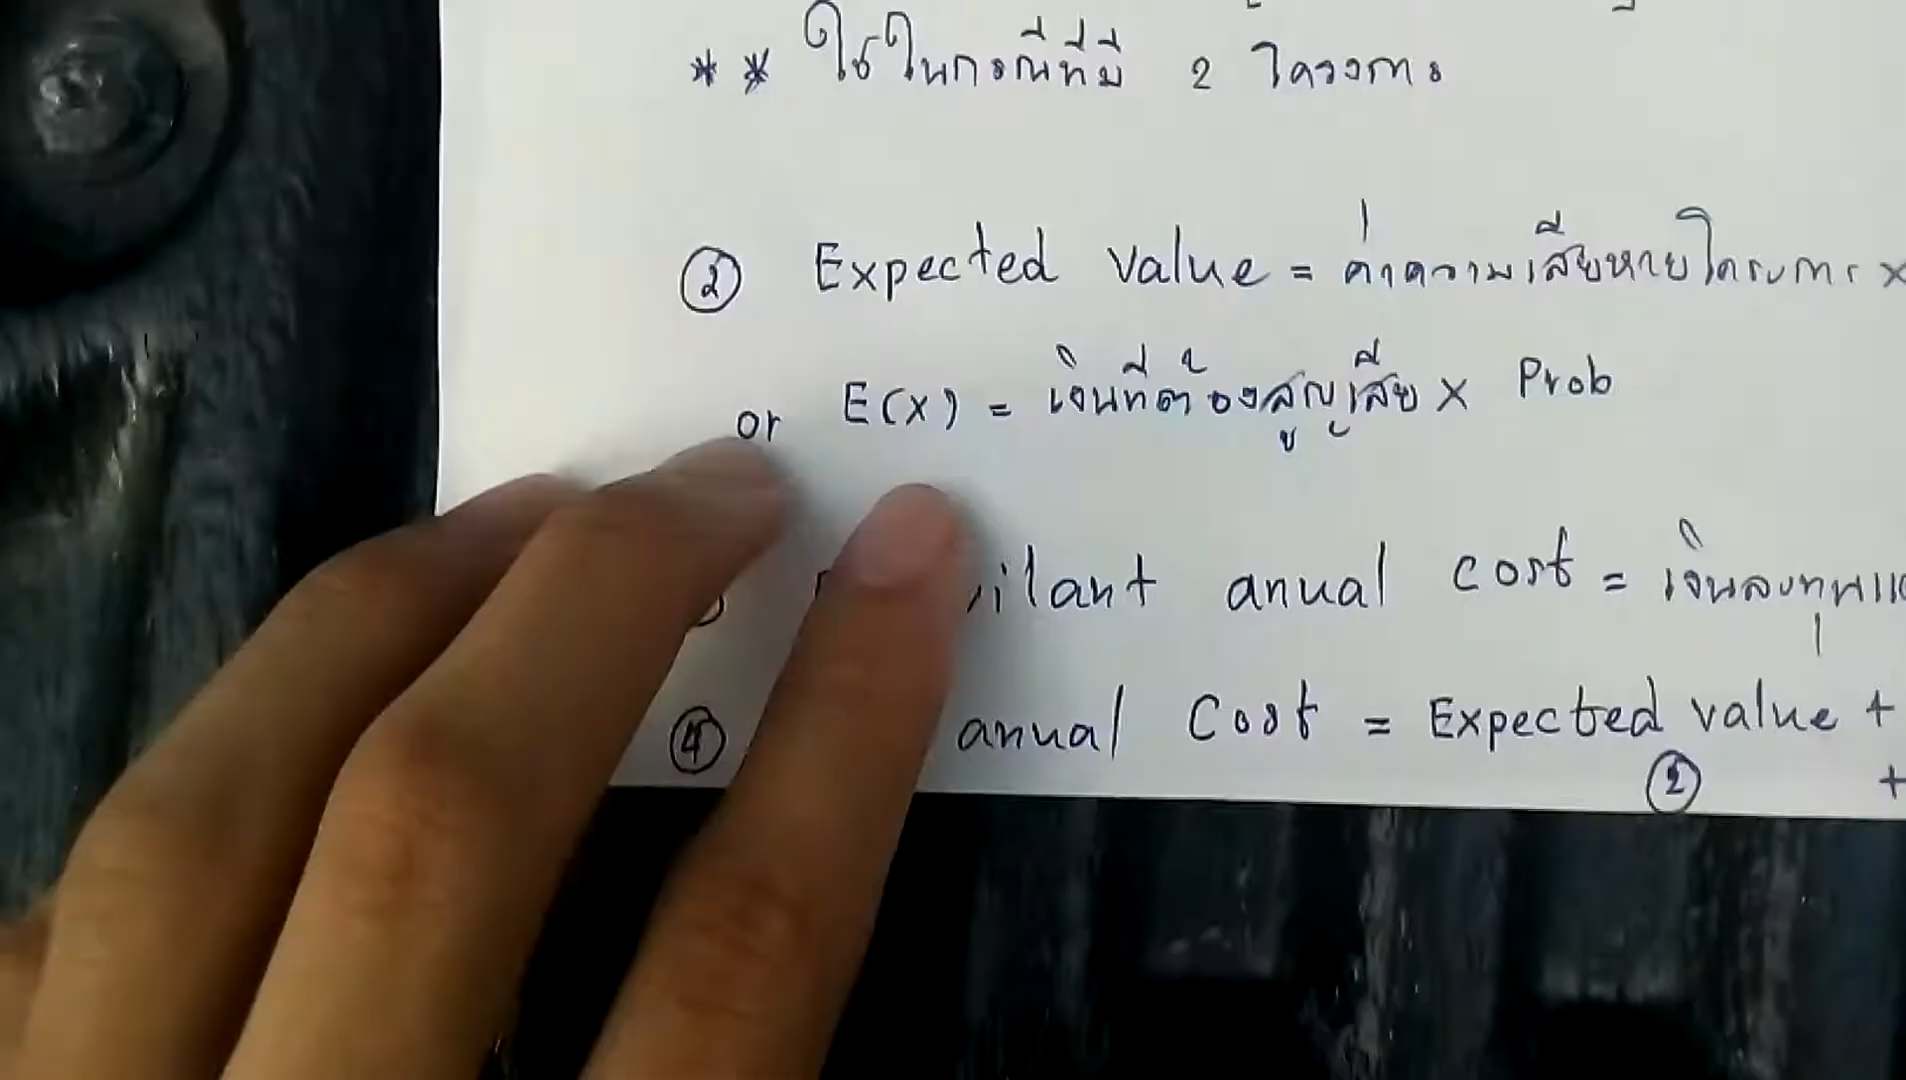 ** ใช้ในกรณีที่มี 2 โครงการ
② Expected value = ค่าความเสียหายโครงการ ×
or E(x) = เงินที่ต้องสูญเสีย × Prob
anual cost = เงินลงทุน
④ anual Cost = Expected value +
② +